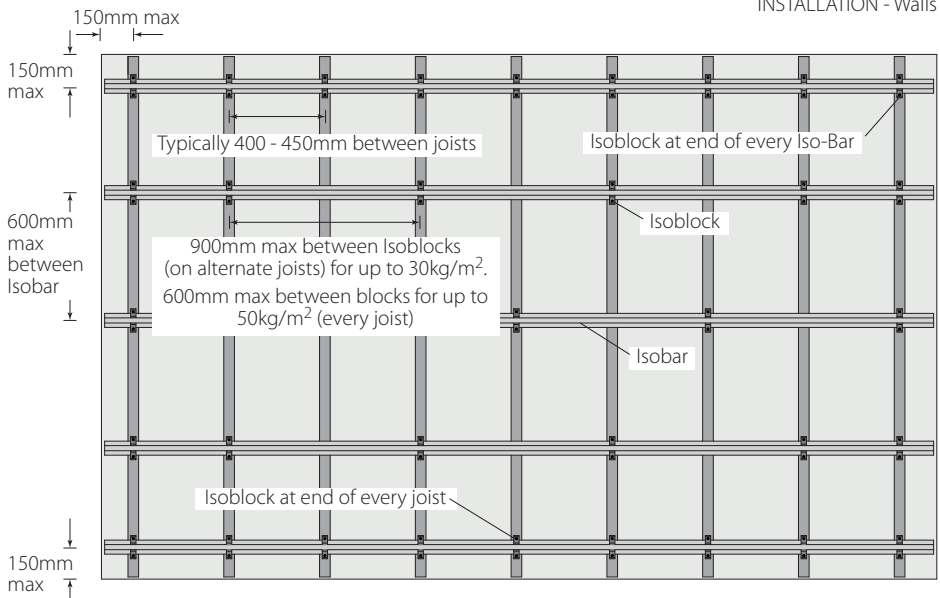 INSTALLATION - Walls
150mm max
150mm
max
Typically 400 - 450mm between joists
Isoblock at end of every Iso-Bar
600mm
max
between
Isobar
Isoblock
900mm max between Isoblocks
(on alternate joists) for up to 30kg/m².
600mm max between blocks for up to
50kg/m² (every joist)
Isobar
Isoblock at end of every joist
150mm
max